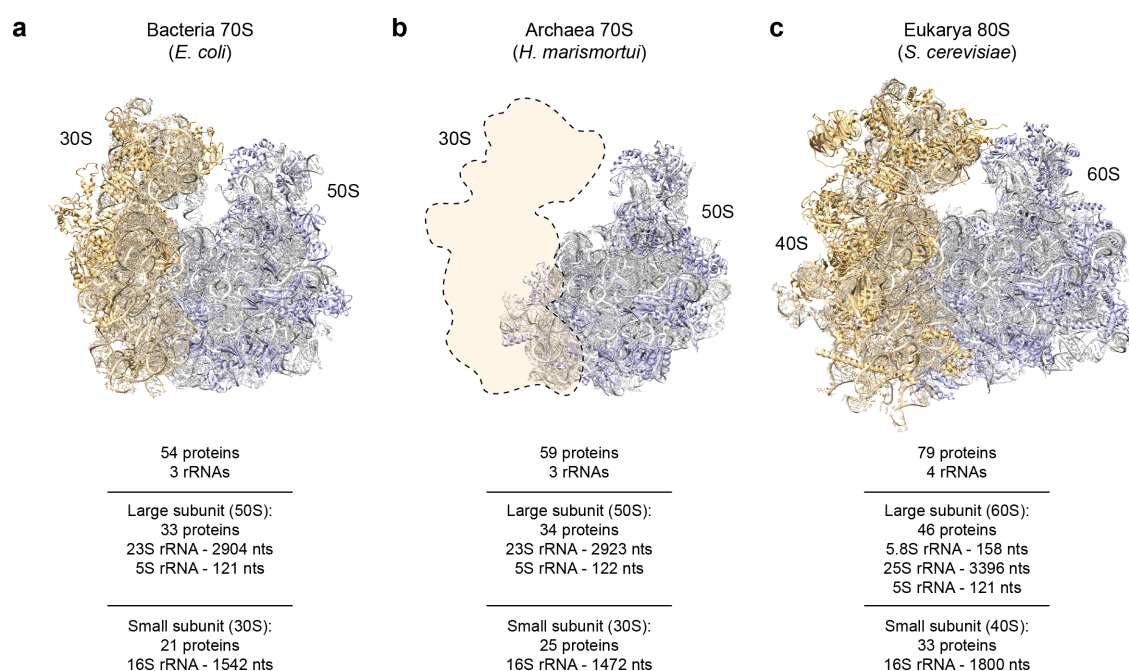 a
Bacteria 70S
(E. coli)
30S
50S
54 proteins
3 rRNAs
Large subunit (50S):
33 proteins
23S rRNA - 2904 nts
5S rRNA - 121 nts
Small subunit (30S):
21 proteins
16S rRNA - 1542 nts
b
Archaea 70S
(H. marismortui)
30S
50S
59 proteins
3 rRNAs
Large subunit (50S):
34 proteins
23S rRNA - 2923 nts
5S rRNA - 122 nts
Small subunit (30S):
25 proteins
16S rRNA - 1472 nts
c
Eukarya 80S
(S. cerevisiae)
60S
40S
79 proteins
4 rRNAs
Large subunit (60S):
46 proteins
5.8S rRNA - 158 nts
25S rRNA - 3396 nts
5S rRNA - 121 nts
Small subunit (40S):
33 proteins
16S rRNA - 1800 nts